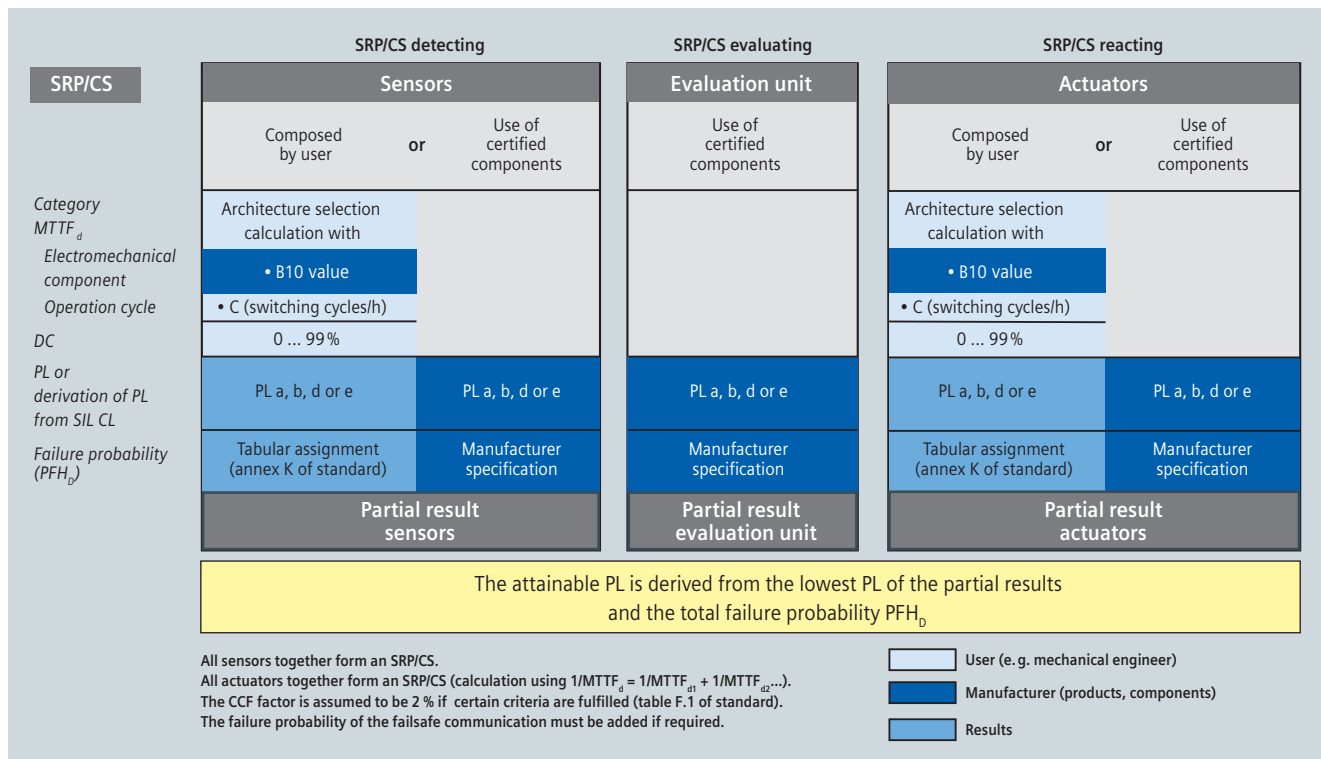 SRP/CS detecting
SRP/CS evaluating
SRP/CS reacting
SRP/CS
Sensors
Evaluation unit
Actuators
Composed
by user
or
Use of
certified
components
Use of
certified
components
Composed
by user
or
Use of
certified
components
Category
MTTFd
Electromechanical
component
Operation cycle
DC
PL or
derivation of PL
from SIL CL
Failure probability
(PFHD)
Architecture selection
calculation with
• B10 value
• C (switching cycles/h)
0 ... 99 %
PL a, b, d or e
PL a, b, d or e
Tabular assignment
(annex K of standard)
Manufacturer
specification
Partial result
sensors
PL a, b, d or e
Manufacturer
specification
Partial result
evaluation unit
Architecture selection
calculation with
• B10 value
• C (switching cycles/h)
0 ... 99 %
PL a, b, d or e
PL a, b, d or e
Tabular assignment
(annex K of standard)
Manufacturer
specification
Partial result
actuators
The attainable PL is derived from the lowest PL of the partial results
and the total failure probability PFHD
All sensors together form an SRP/CS.
All actuators together form an SRP/CS (calculation using 1/MTTFd = 1/MTTFd1 + 1/MTTFd2...).
The CCF factor is assumed to be 2 % if certain criteria are fulfilled (table F.1 of standard).
The failure probability of the failsafe communication must be added if required.
User (e. g. mechanical engineer)
Manufacturer (products, components)
Results